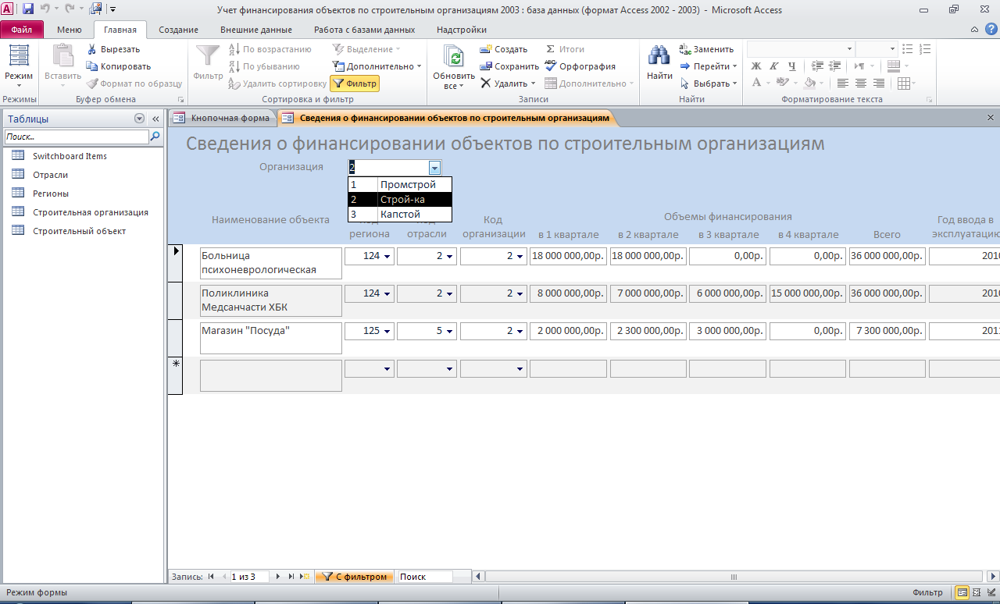 Учет финансирования объектов по строительным организациям 2003 : база данных (формат Access 2002 - 2003) - Microsoft Access
Файл Меню Главная Создание Внешние данные Работа с базами данных Надстройки
Режим
Режимы
Вставить
Вырезать
Копировать
Формат по образцу
Буфер обмена
Фильтр
По возрастанию
По убыванию
Удалить сортировку
Выделение
Дополнительно
Фильтр
Сортировка и фильтр
Обновить
все
Создать
Сохранить
Удалить
Итоги
Орфография
Дополнительно
Записи
Найти
Заменить
Перейти
Выбрать
Найти
Ж К Ч
А
Форматирование текста
Таблицы
Поиск...
Switchboard Items
Отрасли
Регионы
Строительная организация
Строительный объект
Кнопочная форма
Сведения о финансировании объектов по строительным организациям
Сведения о финансировании объектов по строительным организациям
Организация 2
1 Промстрой
2 Строй-ка
3 Капстой
Наименование объекта Код Объемы финансирования Год ввода в
региона отрасли организации в 1 квартале в 2 квартале в 3 квартале в 4 квартале Всего эксплуатацию
Больница 124 2 2 18 000 000,00р. 18 000 000,00р. 0,00р. 0,00р. 36 000 000,00р. 2010
психоневрологическая
Поликлиника 124 2 2 8 000 000,00р. 7 000 000,00р. 6 000 000,00р. 15 000 000,00р. 36 000 000,00р. 2010
Медсанчасти ХБК
Магазин "Посуда" 125 5 2 2 000 000,00р. 2 300 000,00р. 3 000 000,00р. 0,00р. 7 300 000,00р. 2011
Запись: 1 из 3 С фильтром Поиск
Режим формы Фильтр